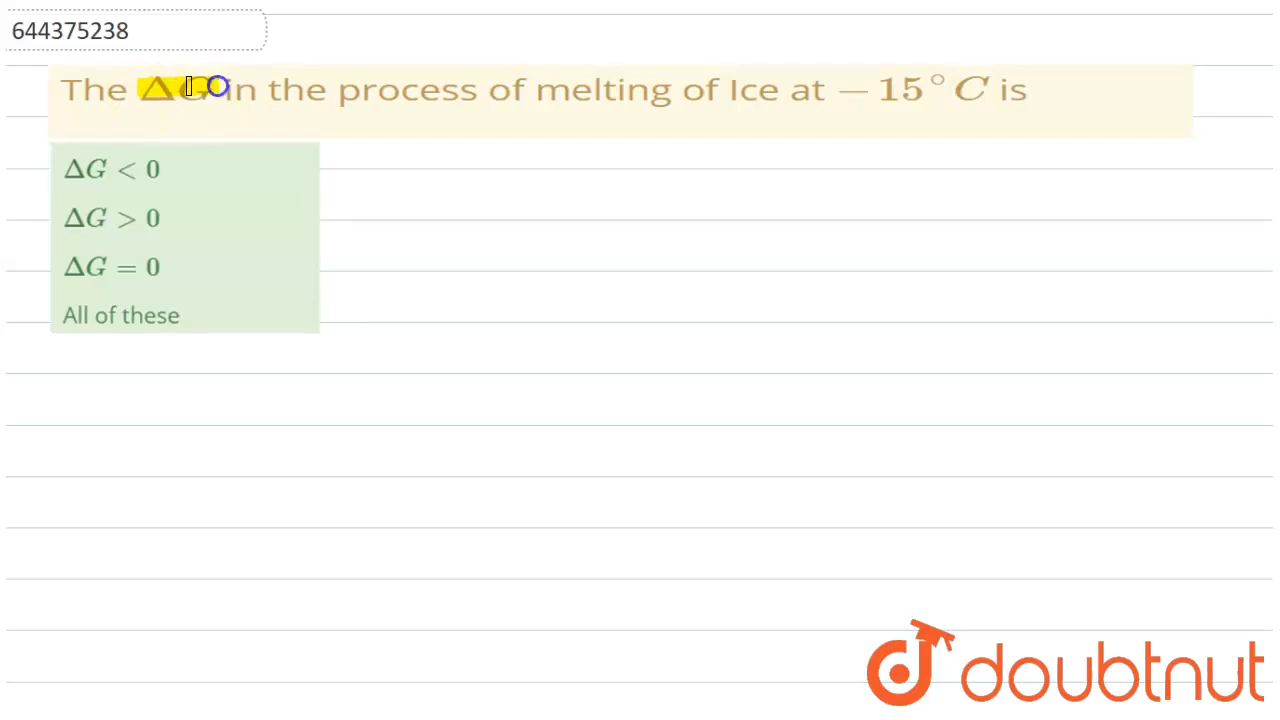 644375238
The ΔG in the process of melting of Ice at − 15° C is
ΔG < 0
ΔG > 0
ΔG = 0
All of these
doubtnut